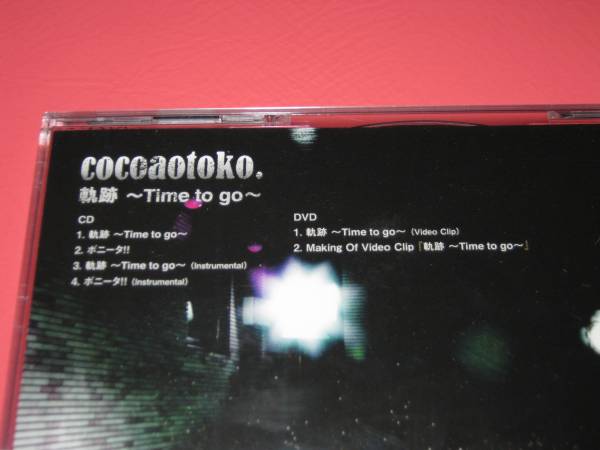 cocoaotoko.
軌跡 ～Time to go～
CD
1. 軌跡 ～Time to go～
2. ボニータ!!
3. 軌跡 ～Time to go～ (Instrumental)
4. ボニータ!! (Instrumental)
DVD
1. 軌跡 ～Time to go～ (Video Clip)
2. Making Of Video Clip『軌跡 ～Time to go～』